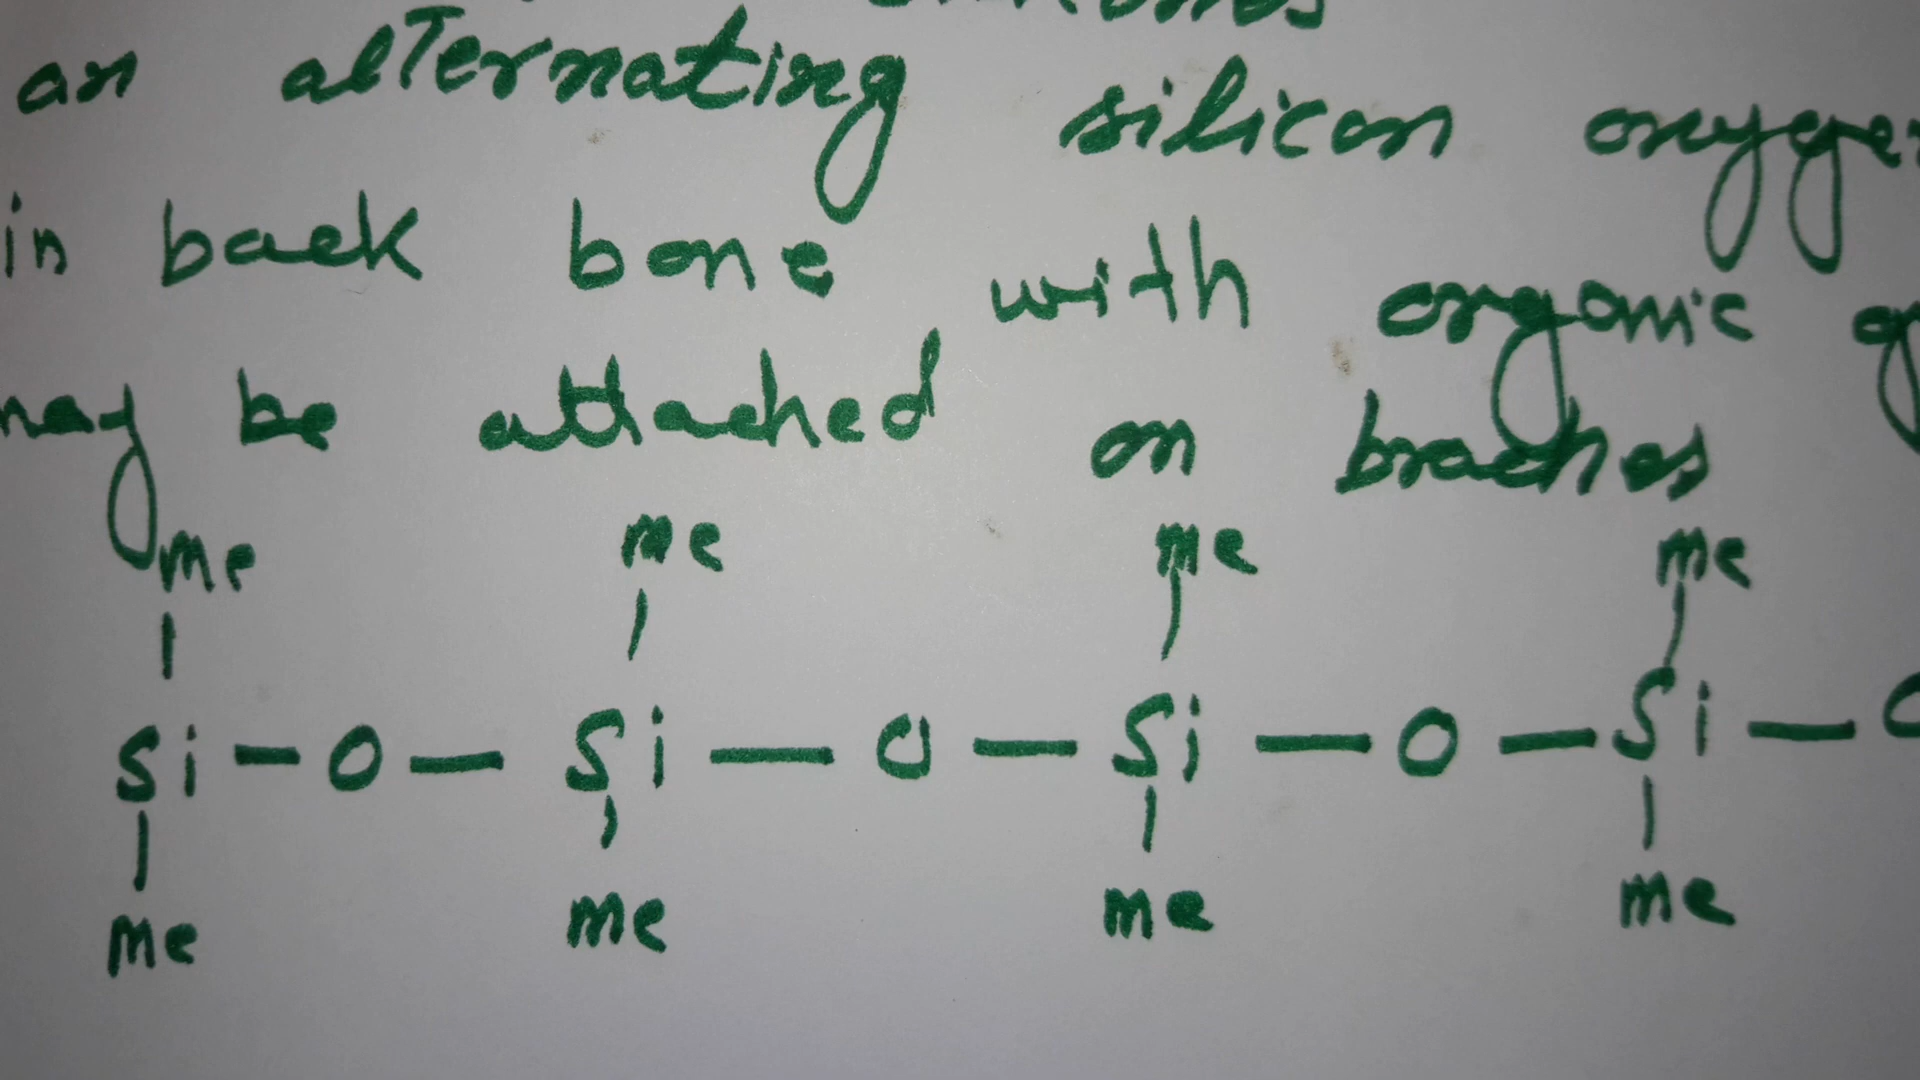 an alternating silicon oxygen
in back bone with organic
may be attached on braches
me me me me
Si - O - Si - O - Si - O - Si -
me me me me